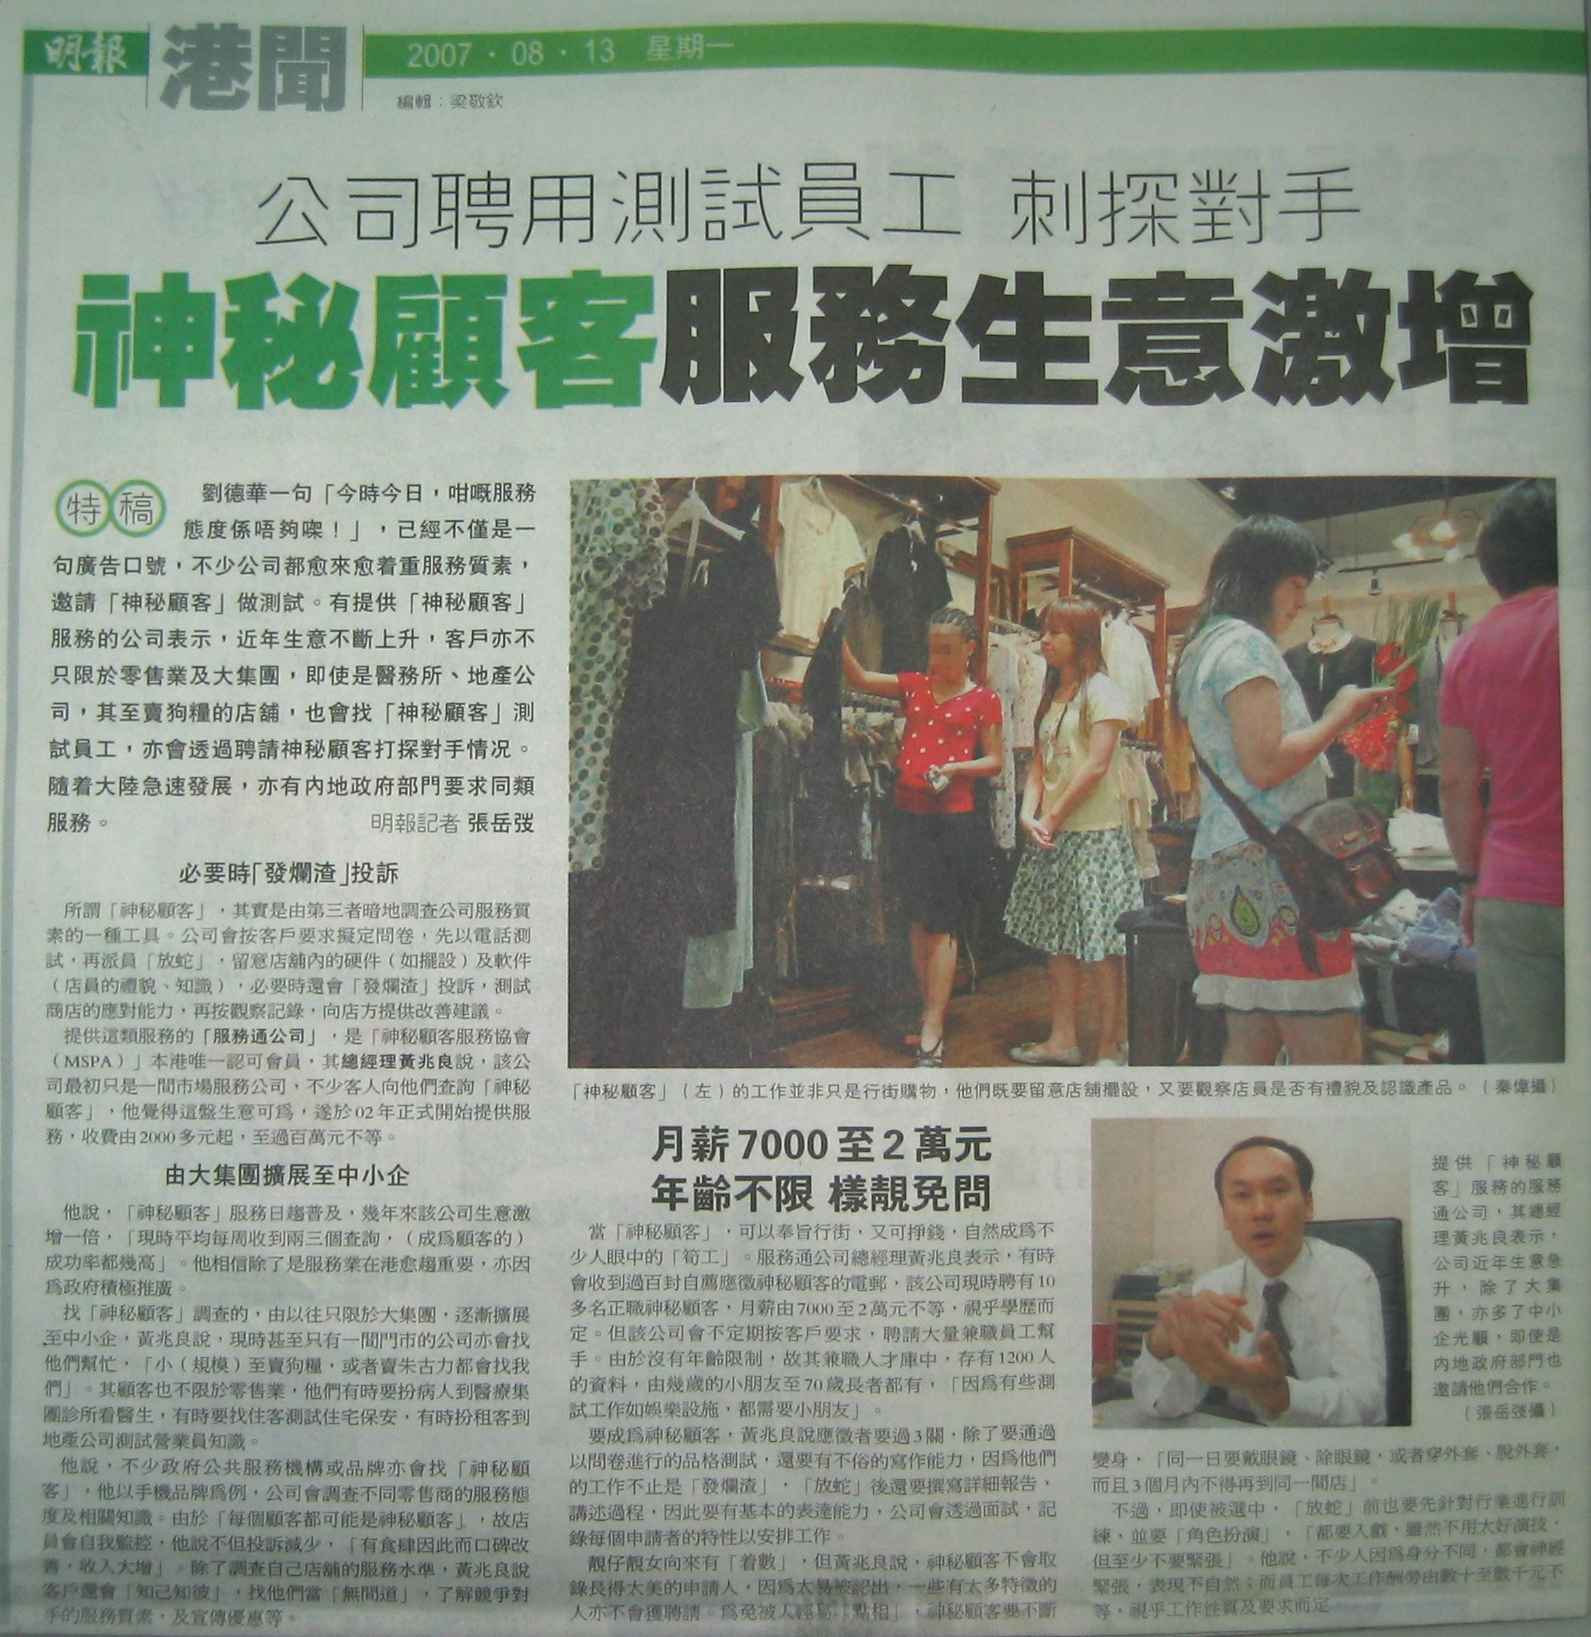 明報
港聞
2007．08．13 星期一
編輯：梁敬欽
公司聘用測試員工 刺探對手
神秘顧客服務生意激增
特稿
劉德華一句「今時今日，咁嘅服務
態度係唔夠㗎！」，已經不僅是一
句廣告口號，不少公司都愈來愈着重服務質素，
邀請「神秘顧客」做測試。有提供「神秘顧客」
服務的公司表示，近年生意不斷上升，客戶亦不
只限於零售業及大集團，即使是醫務所、地產公
司，其至賣狗糧的店舖，也會找「神秘顧客」測
試員工，亦會透過聘請神秘顧客打探對手情况。
隨着大陸急速發展，亦有內地政府部門要求同類
服務。 明報記者 張岳弢
必要時「發爛渣」投訴
所謂「神秘顧客」，其實是由第三者暗地調查公司服務質
素的一種工具。公司會按客戶要求擬定問卷，先以電話測
試，再派員「放蛇」，留意店舖內的硬件（如擺設）及軟件
（店員的禮貌、知識），必要時還會「發爛渣」投訴，測試
商店的應對能力，再按觀察記錄，向店方提供改善建議。
提供這類服務的「服務通公司」，是「神秘顧客服務協會
（MSPA）」本港唯一認可會員，其總經理黃兆良說，該公
司最初只是一間市場服務公司，不少客人向他們查詢「神秘
顧客」，他覺得這盤生意可為，遂於02年正式開始提供服
務，收費由2000多元起，至過百萬元不等。
由大集團擴展至中小企
他說，「神秘顧客」服務日趨普及，幾年來該公司生意激
增一倍，「現時平均每周收到兩三個查詢，（成為顧客的）
成功率都幾高」。他相信除了是服務業在港愈趨重要，亦因
為政府積極推廣。
找「神秘顧客」調查的，由以往只限於大集團，逐漸擴展
至中小企，黃兆良說，現時甚至只有一間門市的公司亦會找
他們幫忙，「小（規模）至賣狗糧，或者賣朱古力都會找我
們」。其顧客也不限於零售業，他們有時要扮病人到醫療集
團診所看醫生，有時要找住客測試住宅保安，有時扮租客到
地產公司測試營業員知識。
他說，不少政府公共服務機構或品牌亦會找「神秘顧
客」，他以手機品牌為例，公司會調查不同零售商的服務態
度及相關知識。由於「每個顧客都可能是神秘顧客」，故店
員會自我監控，他說不但投訴減少，「有食肆因此而口碑改
善，收入大增」。除了調查自己店舖的服務水準，黃兆良說
客戶還會「知己知彼」，找他們當「無間道」，了解競爭對
手的服務質素，及宣傳優惠等。
「神秘顧客」（左）的工作並非只是行街購物，他們既要留意店舖擺設，又要觀察店員是否有禮貌及認識產品。（秦偉攝）
月薪7000至2萬元
年齡不限 樣靚免問
當「神秘顧客」，可以奉旨行街，又可掙錢，自然成為不
少人眼中的「筍工」。服務通公司總經理黃兆良表示，有時
會收到過百封自薦應徵神秘顧客的電郵，該公司現時聘有10
多名正職神秘顧客，月薪由7000至2萬元不等，視乎學歷而
定。但該公司會不定期按客戶要求，聘請大量兼職員工幫
手。由於沒有年齡限制，故其兼職人才庫中，存有1200人
的資料，由幾歲的小朋友至70歲長者都有，「因為有些測
試工作如娛樂設施，都需要小朋友」。
要成為神秘顧客，黃兆良說應徵者要過3關，除了要通過
以問卷進行的品格測試，還要有不俗的寫作能力，因為他們
的工作不止是「發爛渣」，「放蛇」後還要撰寫詳細報告，
講述過程，因此要有基本的表達能力，公司會透過面試，記
錄每個申請者的特性以安排工作。
靚仔靚女向來有「着數」，但黃兆良說，神秘顧客不會取
錄長得太美的申請人，因為太易被認出，一些有太多特徵的
人亦不會獲聘請。為免被人輕易「點相」，神秘顧客要不斷
提供「神秘顧
客」服務的服務
通公司，其總經
理黃兆良表示，
公司近年生意急
升，除了大集
團，亦多了中小
企光顧，即使是
內地政府部門也
邀請他們合作。
（張岳弢攝）
變身，「同一日要戴眼鏡、除眼鏡，或者穿外套、脫外套，
而且3個月內不得再到同一間店」。
不過，即使被選中，「放蛇」前也要先針對行業進行訓
練，並要「角色扮演」，「都要入戲，雖然不用太好演技，
但至少不要緊張」。他說，不少人因為身分不同，都會神經
緊張，表現不自然；而員工每次工作酬勞由數十至數千元不
等，視乎工作性質及要求而定